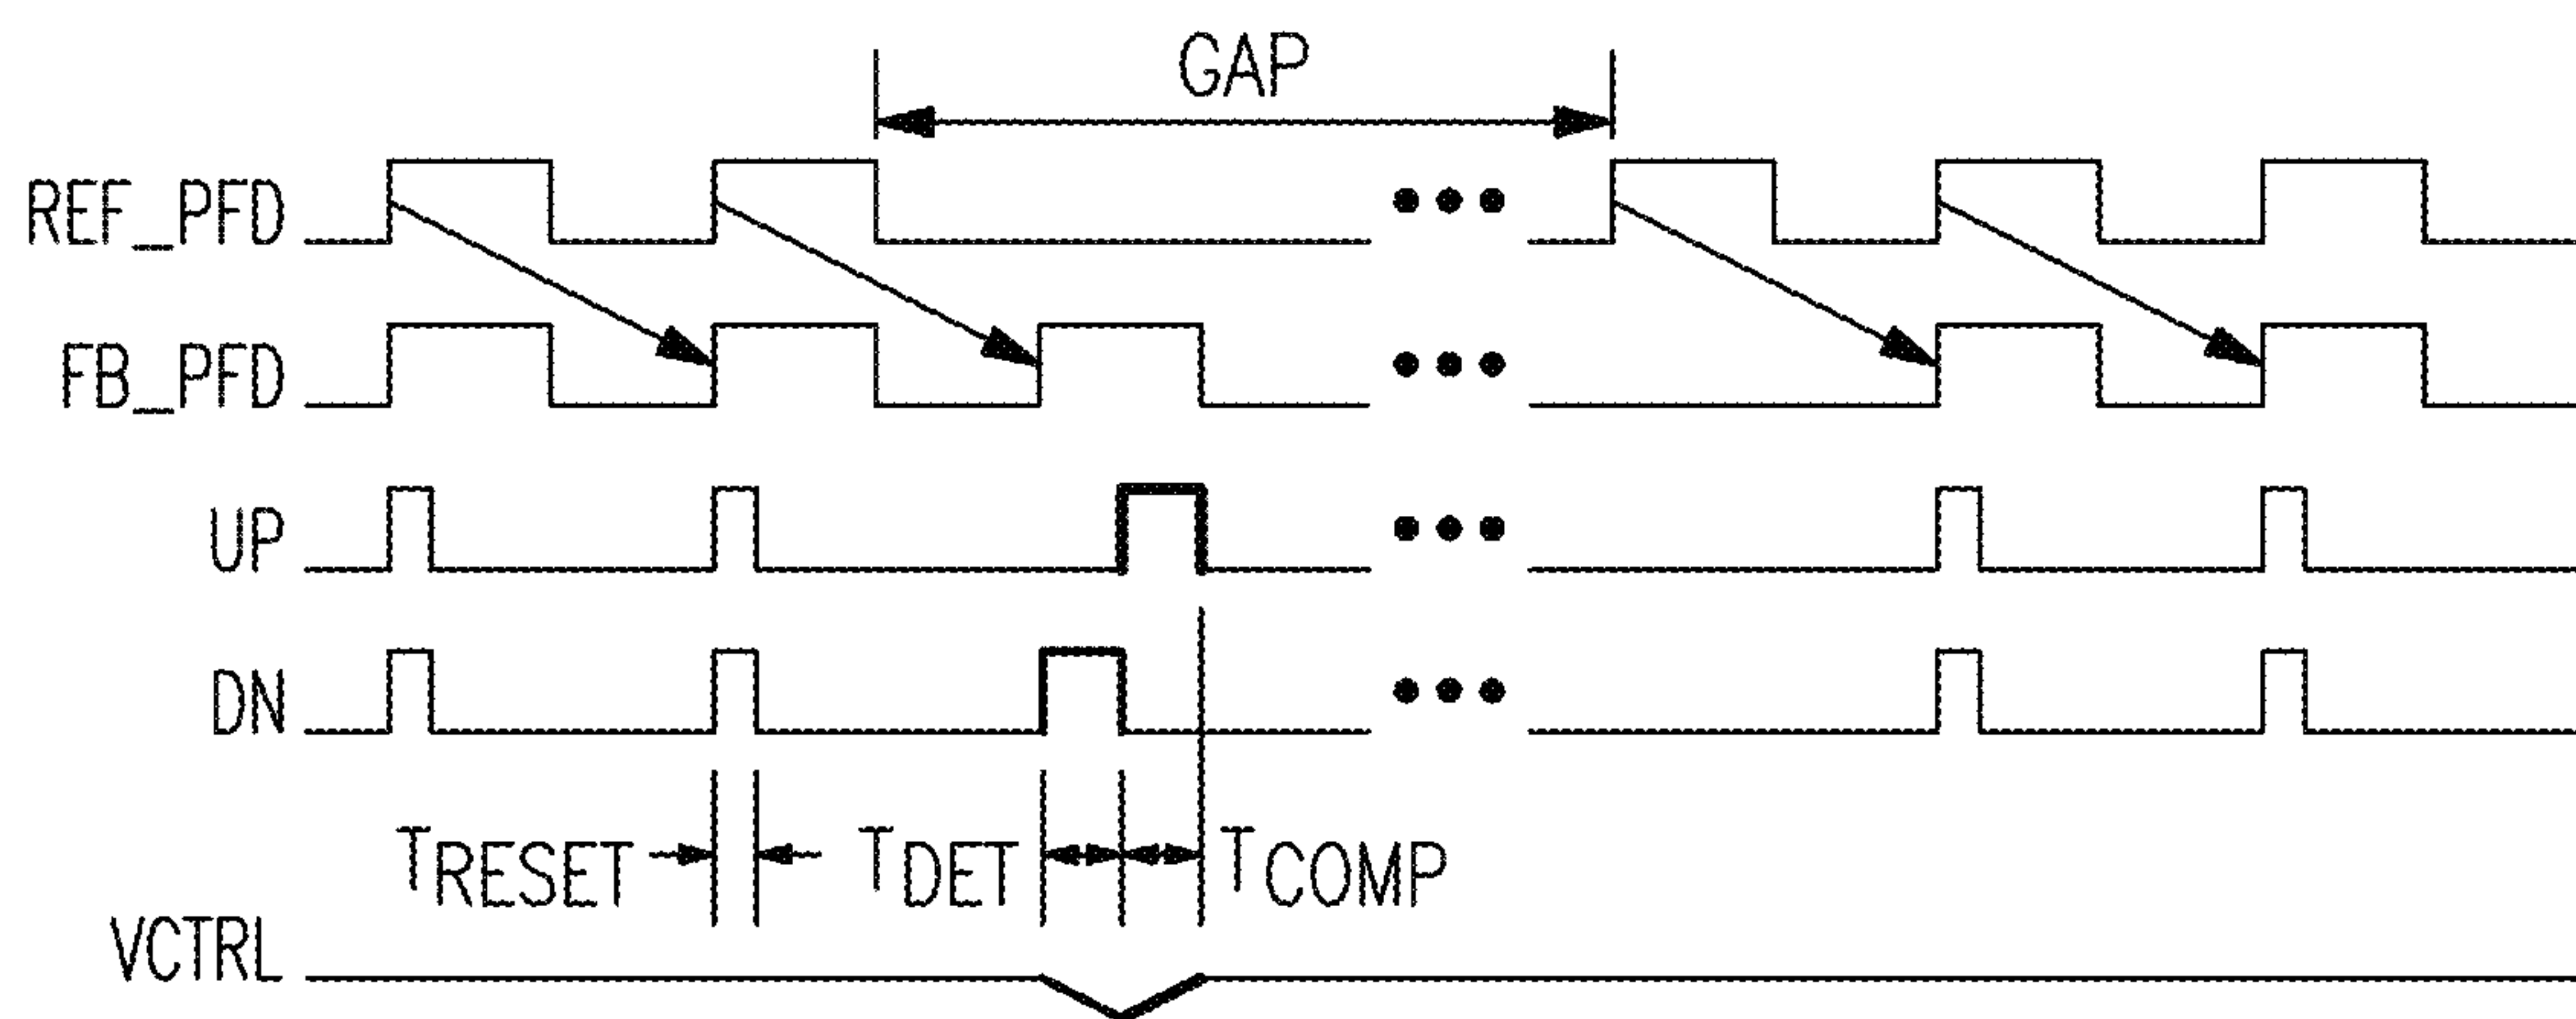 GAP
REF_PFD
FB_PFD
UP
DN
TRESET
TDET
TCOMP
VCTRL